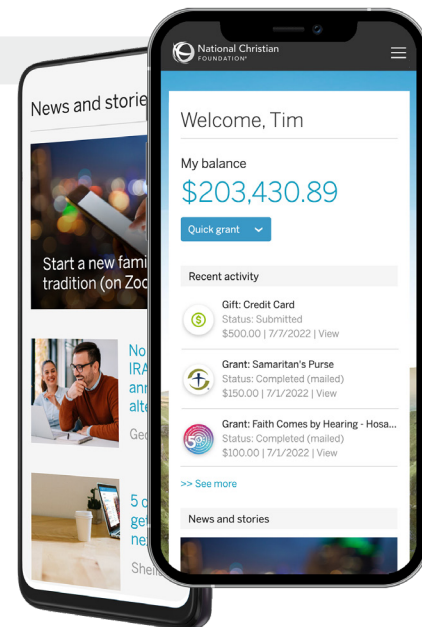 News and storie
Start a new fami
tradition (on Zoo
No
IRA
ann
alte
Geo
5 c
get
ne
Shei
National Christian
FOUNDATION
Welcome, Tim
My balance
$203,430.89
Quick grant
Recent activity
Gift: Credit Card
Status: Submitted
$500.00 | 7/7/2022 | View
Grant: Samaritan's Purse
Status: Completed (mailed)
$150.00 | 7/1/2022 | View
Grant: Faith Comes by Hearing - Hosa...
Status: Completed (mailed)
$100.00 | 7/1/2022 | View
>> See more
News and stories